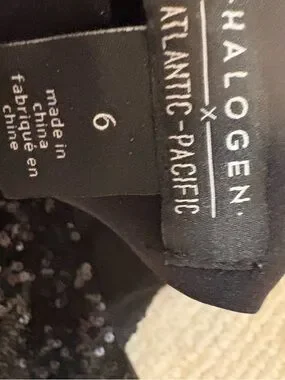 HALOGEN.
X
ATLANTIC-PACIFIC
6
made in
china
fabriqué en
chine